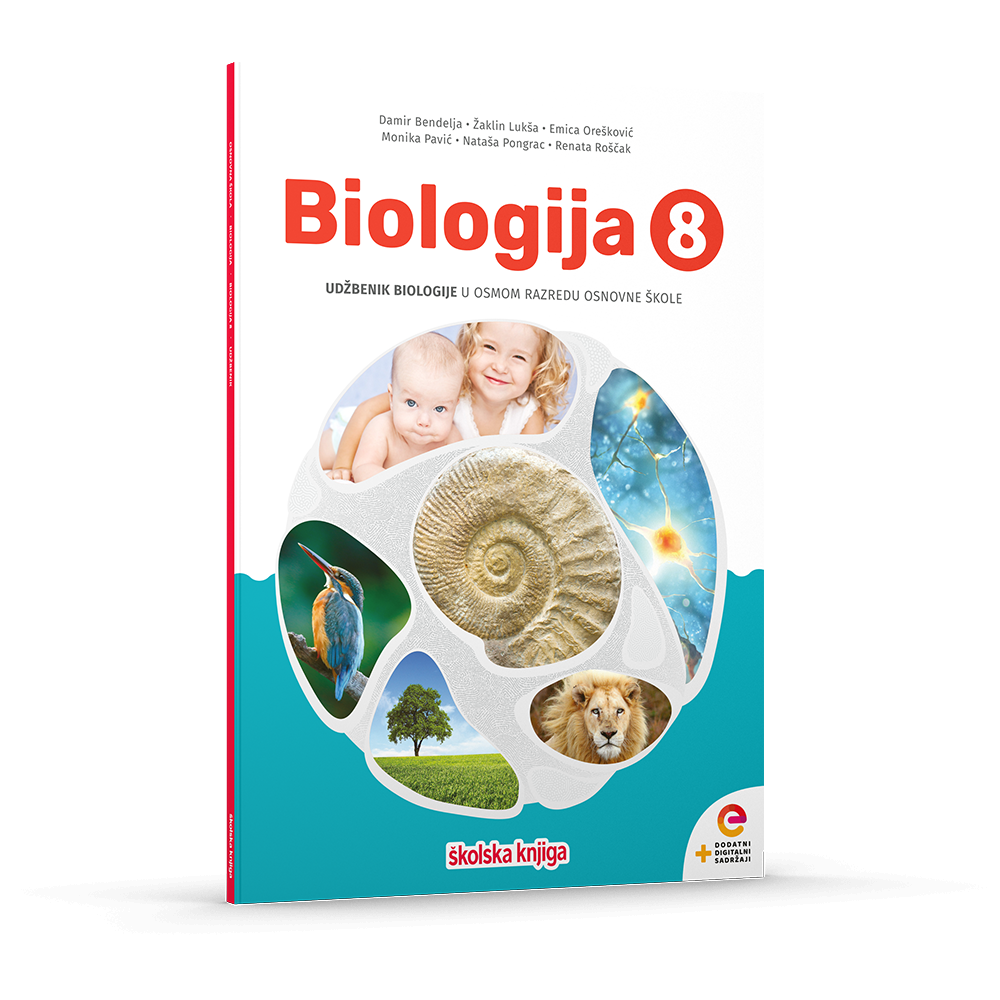 Damir Bendelja • Žaklin Lukša • Emica Orešković
Monika Pavić • Nataša Pongrac • Renata Roščak
Biologija 8
UDŽBENIK BIOLOGIJE U OSMOM RAZREDU OSNOVNE ŠKOLE
školska knjiga
e
+ DODATNI
DIGITALNI
SADRŽAJI
OSNOVNA ŠKOLA · BIOLOGIJA · BIOLOGIJA 8 · UDŽBENIK
školska knjiga